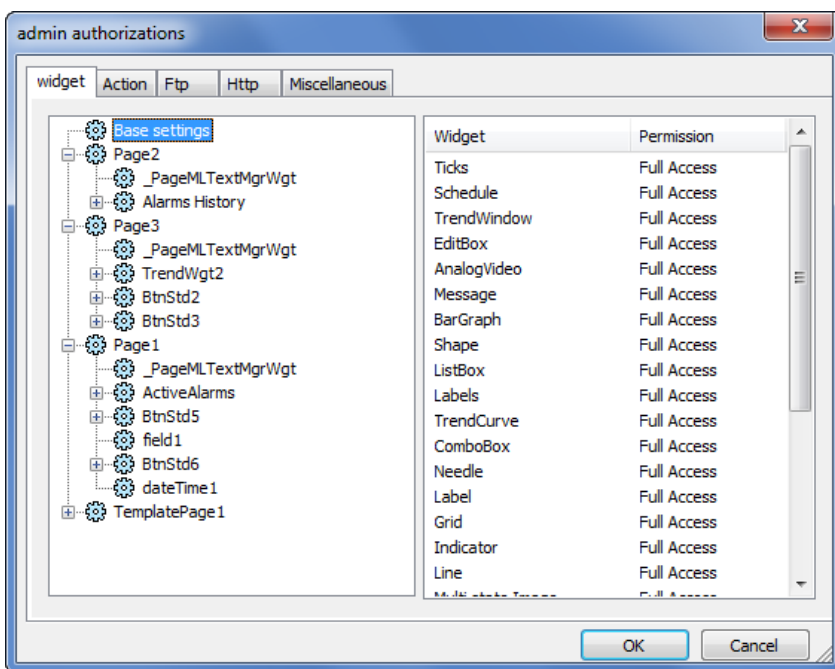 admin authorizations
widget Action Ftp Http Miscellaneous
Base settings
Page2
_PageMLTextMgrWgt
Alarms History
Page3
_PageMLTextMgrWgt
TrendWgt2
BtnStd2
BtnStd3
Page1
_PageMLTextMgrWgt
ActiveAlarms
BtnStd5
field1
BtnStd6
dateTime1
TemplatePage1
Widget Permission
Ticks Full Access
Schedule Full Access
TrendWindow Full Access
EditBox Full Access
AnalogVideo Full Access
Message Full Access
BarGraph Full Access
Shape Full Access
ListBox Full Access
Labels Full Access
TrendCurve Full Access
ComboBox Full Access
Needle Full Access
Label Full Access
Grid Full Access
Indicator Full Access
Line Full Access
OK Cancel